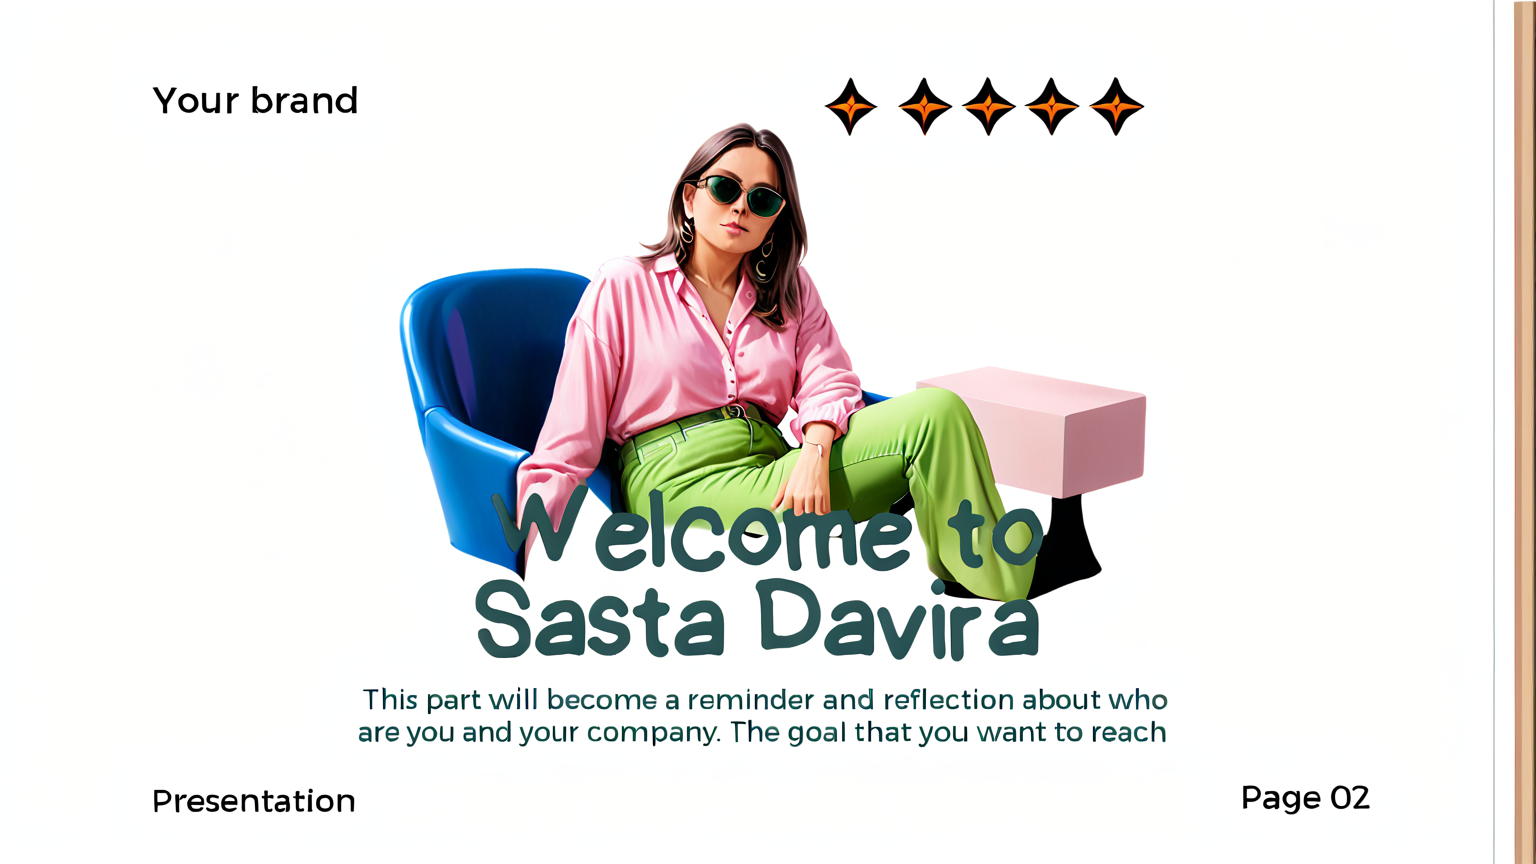 Your brand
Welcome to
Sasta Davira
This part will become a reminder and reflection about who
are you and your company. The goal that you want to reach
Presentation
Page 02